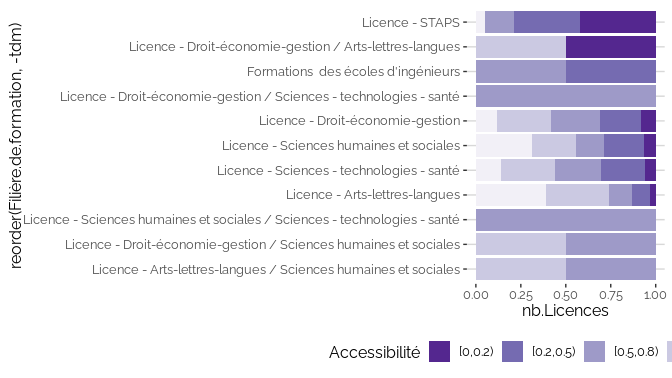 reorder(Filière.de.formation, -tdm)
Licence - STAPS
Licence - Droit-économie-gestion / Arts-lettres-langues
Formations  des écoles d'ingénieurs
Licence - Droit-économie-gestion / Sciences - technologies - santé
Licence - Droit-économie-gestion
Licence - Sciences humaines et sociales
Licence - Sciences - technologies - santé
Licence - Arts-lettres-langues
Licence - Sciences humaines et sociales / Sciences - technologies - santé
Licence - Droit-économie-gestion / Sciences humaines et sociales
Licence - Arts-lettres-langues / Sciences humaines et sociales
0.00 0.25 0.50 0.75 1.00
nb.Licences
Accessibilité [0,0.2) [0.2,0.5) [0.5,0.8)